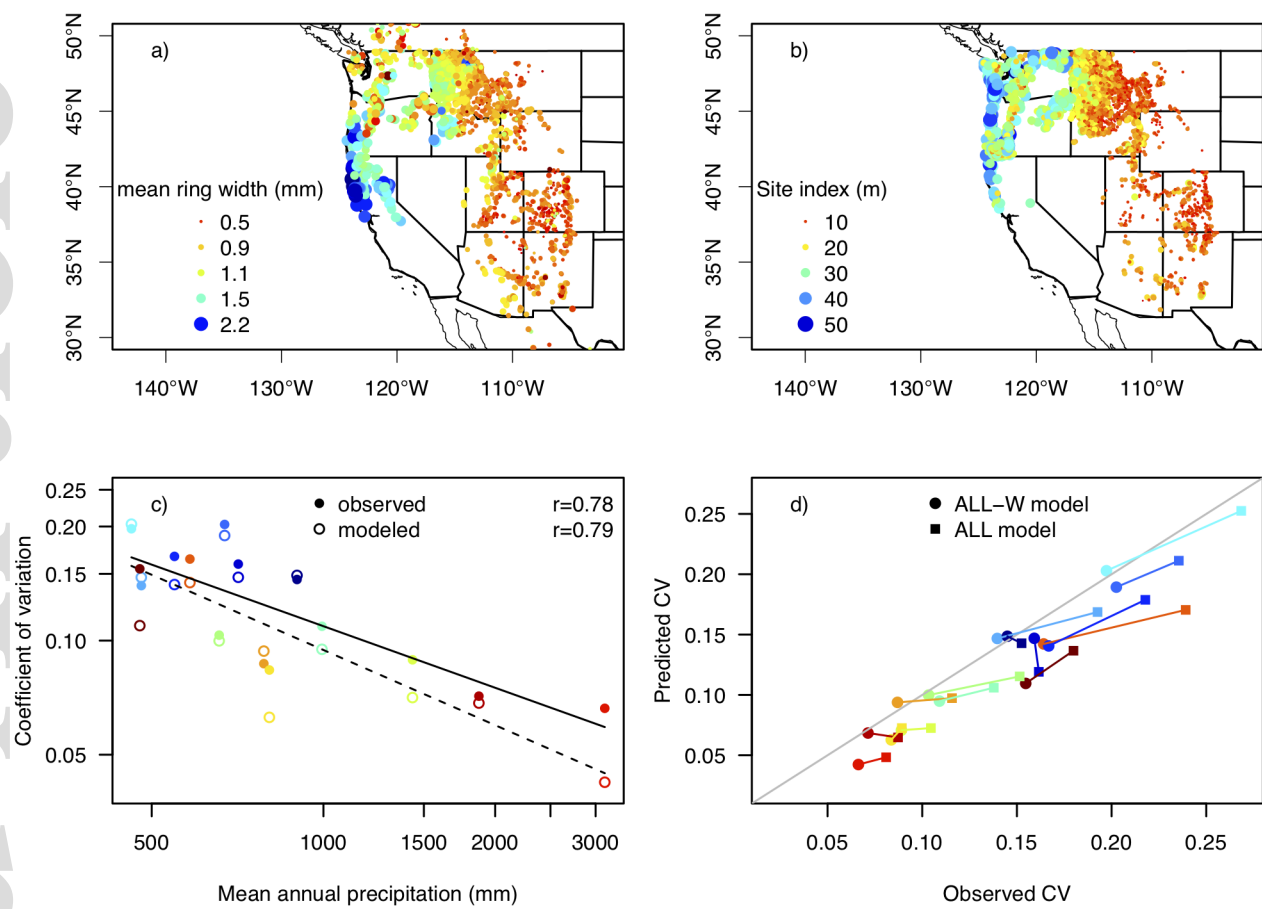 a)
50°N
45°N
40°N
35°N
30°N
mean ring width (mm)
0.5
0.9
1.1
1.5
2.2
140°W 130°W 120°W 110°W
b)
50°N
45°N
40°N
35°N
30°N
Site index (m)
10
20
30
40
50
140°W 130°W 120°W 110°W
c)
observed r=0.78
modeled r=0.79
Coefficient of variation
0.25
0.20
0.15
0.10
0.05
500 1000 1500 2000 3000
Mean annual precipitation (mm)
d)
ALL−W model
ALL model
Predicted CV
0.25
0.20
0.15
0.10
0.05
0.05 0.10 0.15 0.20 0.25
Observed CV